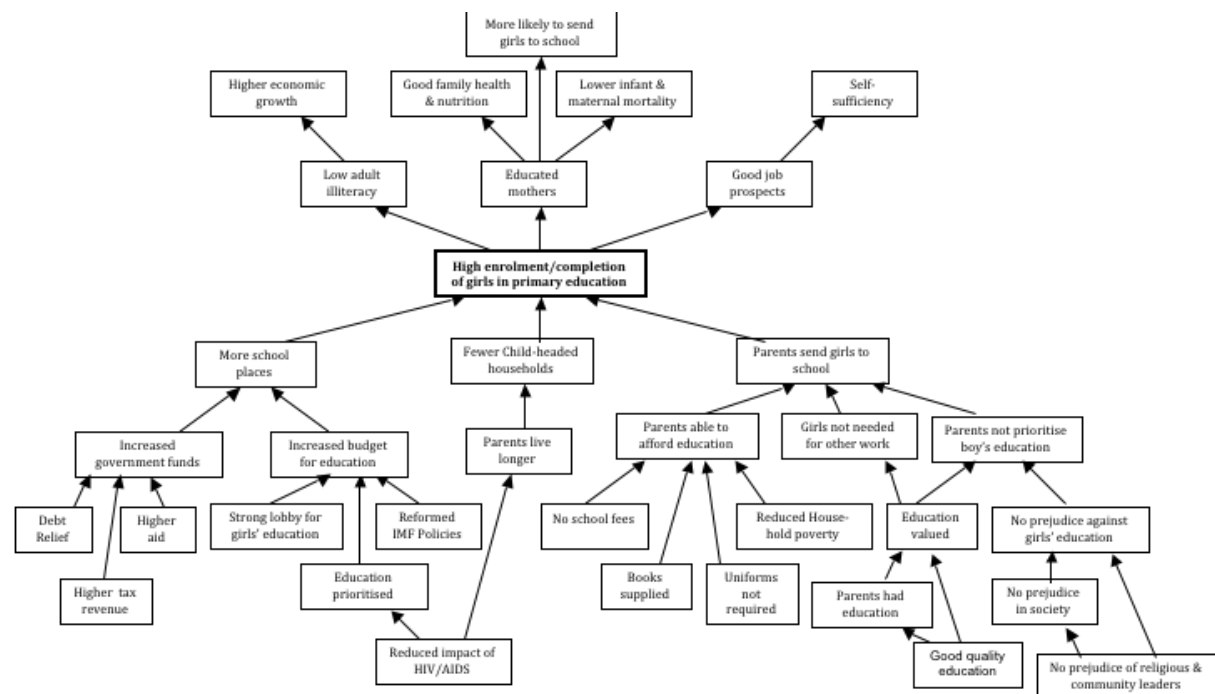 More likely to send
girls to school
Higher economic
growth
Good family health
& nutrition
Lower infant &
maternal mortality
Self-
sufficiency
Low adult
illiteracy
Educated
mothers
Good job
prospects
High enrolment/completion
of girls in primary education
More school
places
Fewer Child-headed
households
Parents send girls to
school
Increased
government funds
Increased budget
for education
Parents live
longer
Parents able to
afford education
Girls not needed
for other work
Parents not prioritise
boy's education
Debt
Relief
Higher
aid
Strong lobby for
girls' education
Reformed
IMF Policies
No school fees
Reduced House-
hold poverty
Education
valued
No prejudice against
girls' education
Higher tax
revenue
Education
prioritised
Books
supplied
Uniforms
not
required
Parents had
education
No prejudice
in society
Reduced impact of
HIV/AIDS
Good quality
education
No prejudice of religious &
community leaders